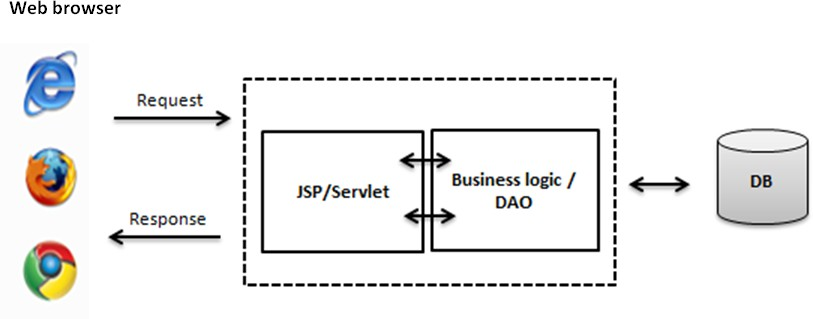 Web browser
Request
JSP/Servlet
Business logic /
DAO
DB
Response